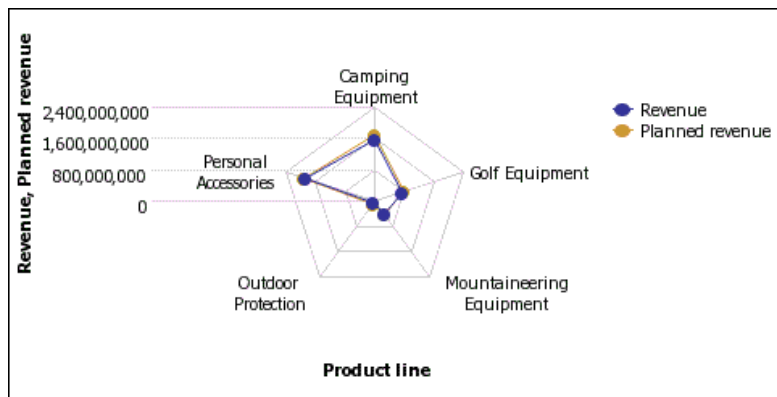 Revenue, Planned revenue
2,400,000,000
1,600,000,000
800,000,000
0
Camping
Equipment
Golf Equipment
Mountaineering
Equipment
Outdoor
Protection
Personal
Accessories
Product line
Revenue
Planned revenue